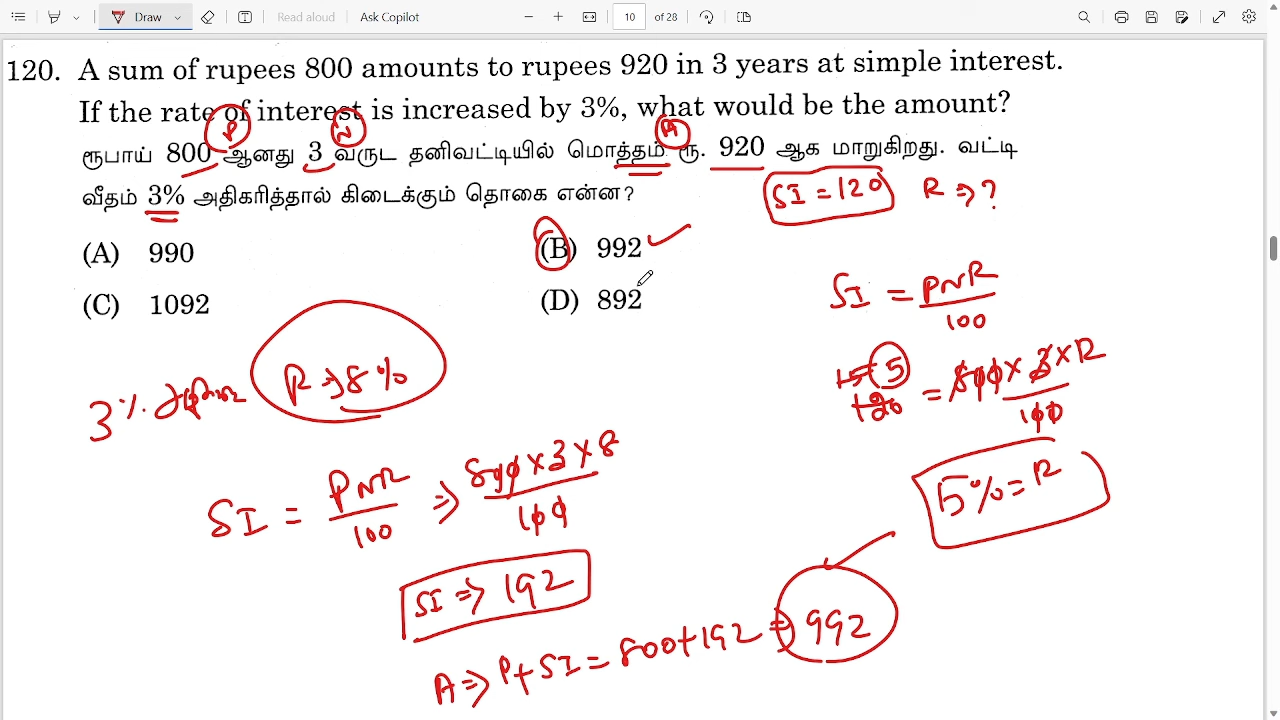 Draw
Read aloud
Ask Copilot
10 of 28
120. A sum of rupees 800 amounts to rupees 920 in 3 years at simple interest.
If the rate of interest is increased by 3%, what would be the amount?
P N A
ரூபாய் 800 ஆனது 3 வருட தனிவட்டியில் மொத்தம் ரூ. 920 ஆக மாறுகிறது. வட்டி
வீதம் 3% அதிகரித்தால் கிடைக்கும் தொகை என்ன?
SI = 120 R ⇒ ?
(A) 990 (B) 992
(C) 1092 (D) 892
SI = PNR / 100
3%. R ⇒ 8%
15 5
120 = 800 × 3 × R / 100
SI = PNR / 100 ⇒ 800 × 3 × 8 / 100
5% = R
SI ⇒ 192
A ⇒ P + SI = 800 + 192 ⇒ 992